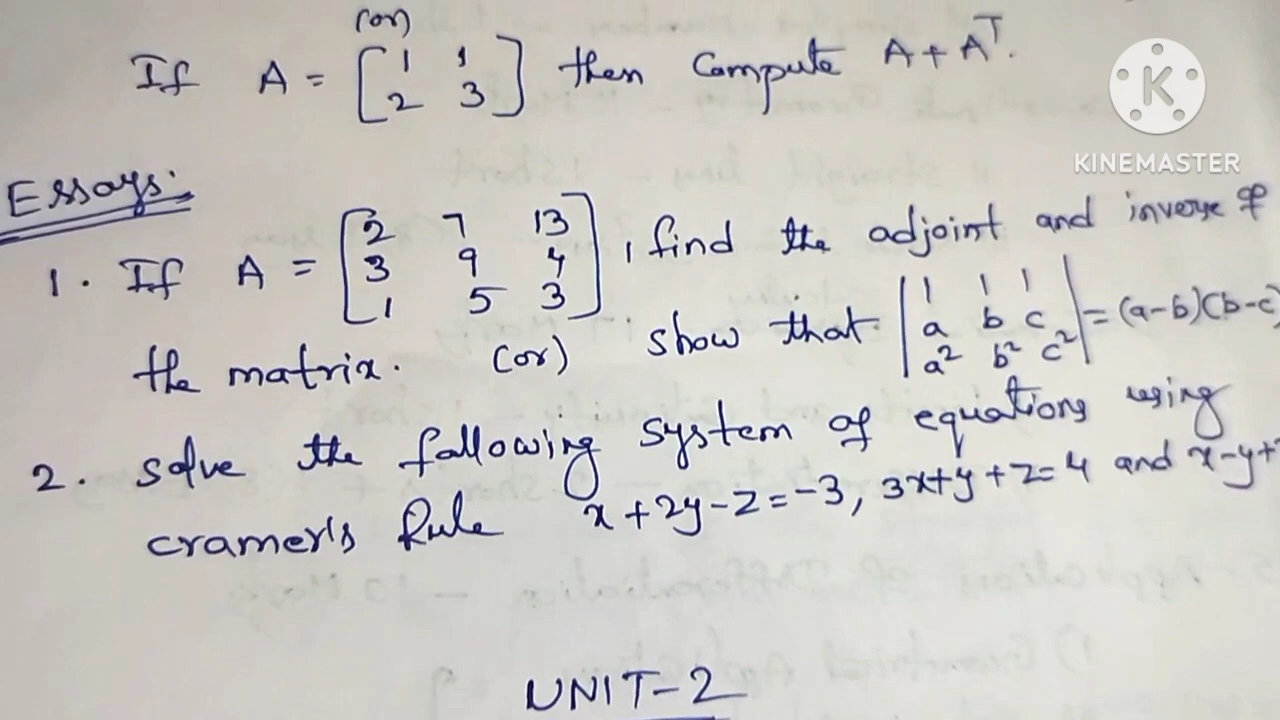 (or)
If A = [1 1
2 3] then Compute A + Aᵀ.
KINEMASTER
Essays:
1. If A = [2 7 13
3 9 4
1 5 3], find the adjoint and inverse of
the matrix. (or) show that |1 1 1
a b c
a² b² c²| = (a-b)(b-c)
2. Solve the following system of equations using
cramer's Rule x + 2y - z = -3, 3x + y + z = 4 and x - y +
UNIT-2